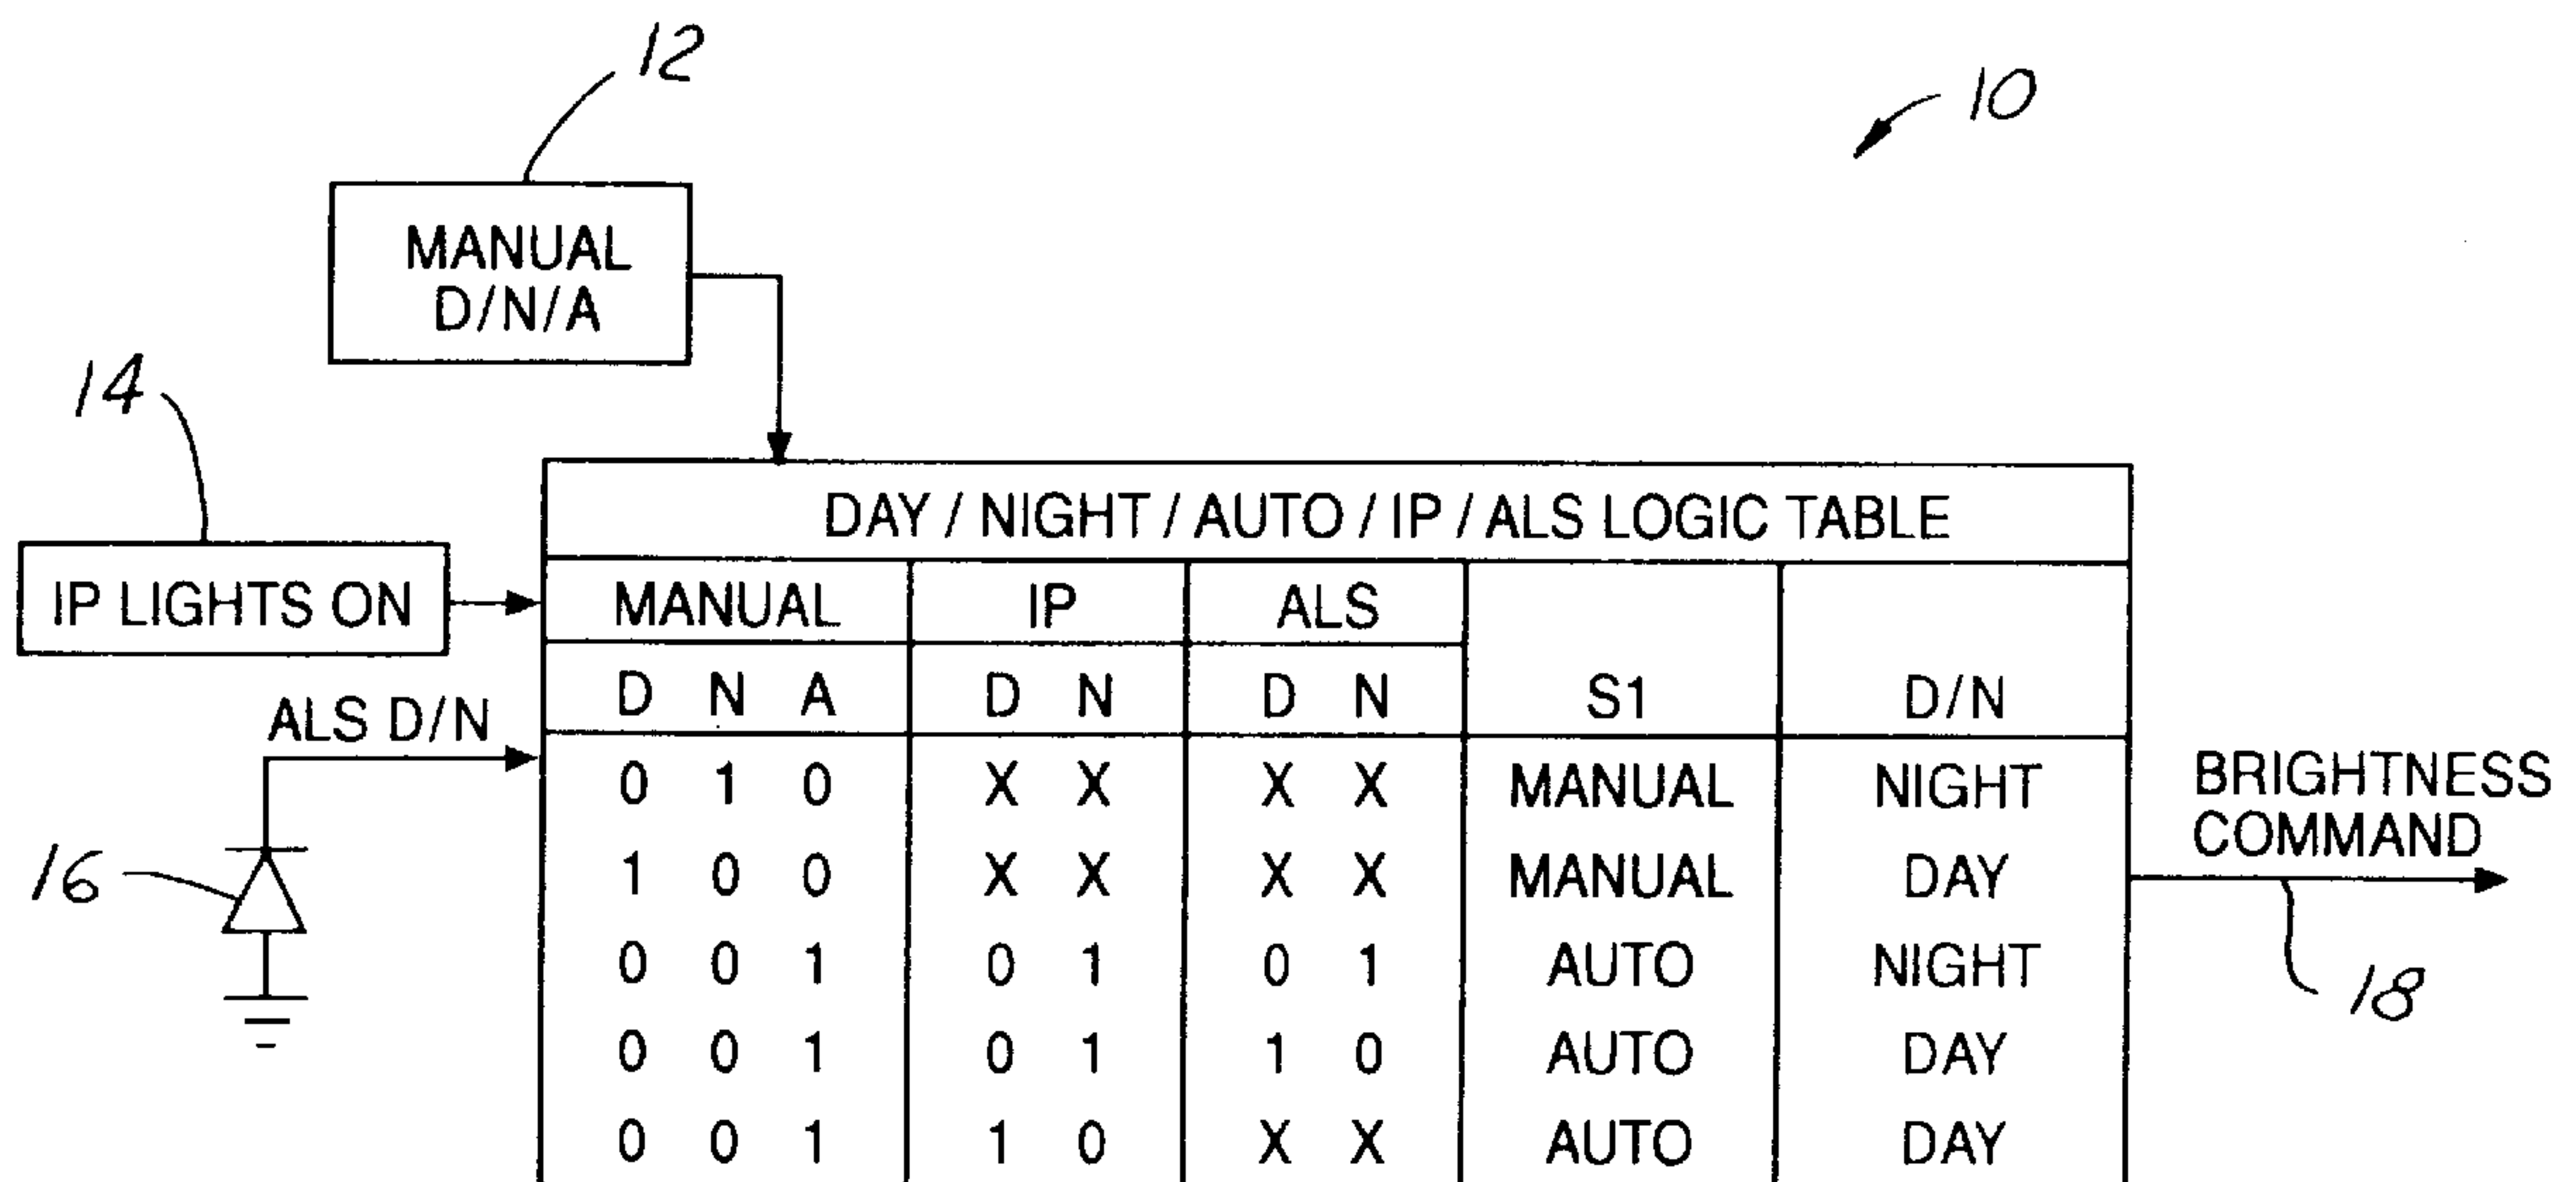 12
10
MANUAL
D/N/A
14
DAY / NIGHT / AUTO / IP / ALS LOGIC TABLE
IP LIGHTS ON
MANUAL IP ALS
D N A D N D N S1 D/N
ALS D/N
0 1 0 X X X X MANUAL NIGHT
BRIGHTNESS
COMMAND
1 0 0 X X X X MANUAL DAY
16
0 0 1 0 1 0 1 AUTO NIGHT
18
0 0 1 0 1 1 0 AUTO DAY
0 0 1 1 0 X X AUTO DAY